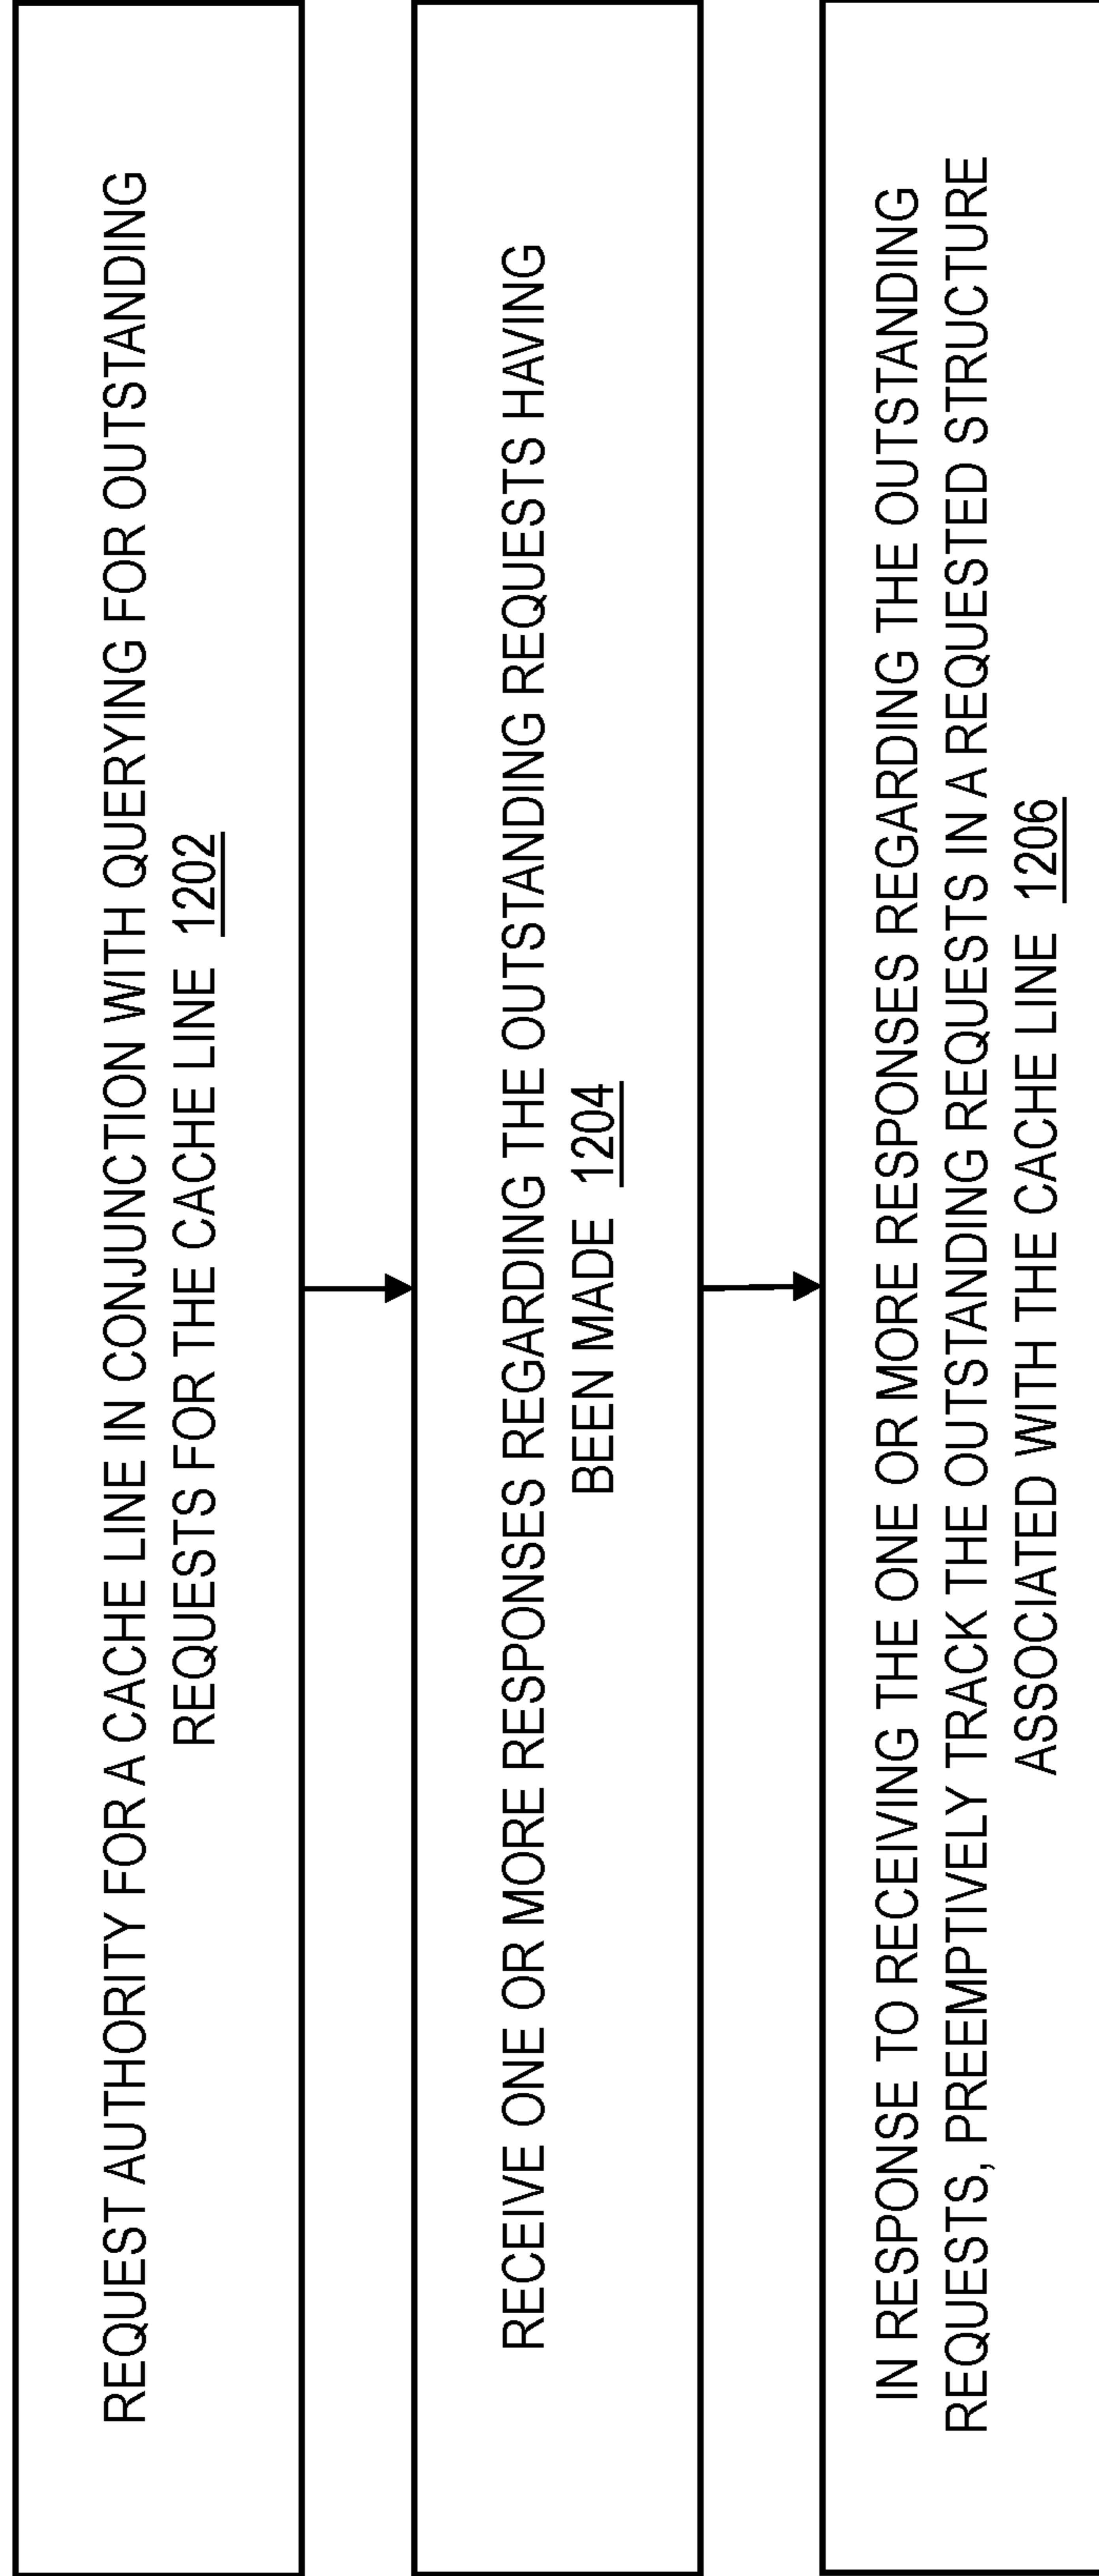 REQUEST AUTHORITY FOR A CACHE LINE IN CONJUNCTION WITH QUERYING FOR OUTSTANDING
REQUESTS FOR THE CACHE LINE 1202
RECEIVE ONE OR MORE RESPONSES REGARDING THE OUTSTANDING REQUESTS HAVING
BEEN MADE 1204
IN RESPONSE TO RECEIVING THE ONE OR MORE RESPONSES REGARDING THE OUTSTANDING
REQUESTS, PREEMPTIVELY TRACK THE OUTSTANDING REQUESTS IN A REQUESTED STRUCTURE
ASSOCIATED WITH THE CACHE LINE 1206